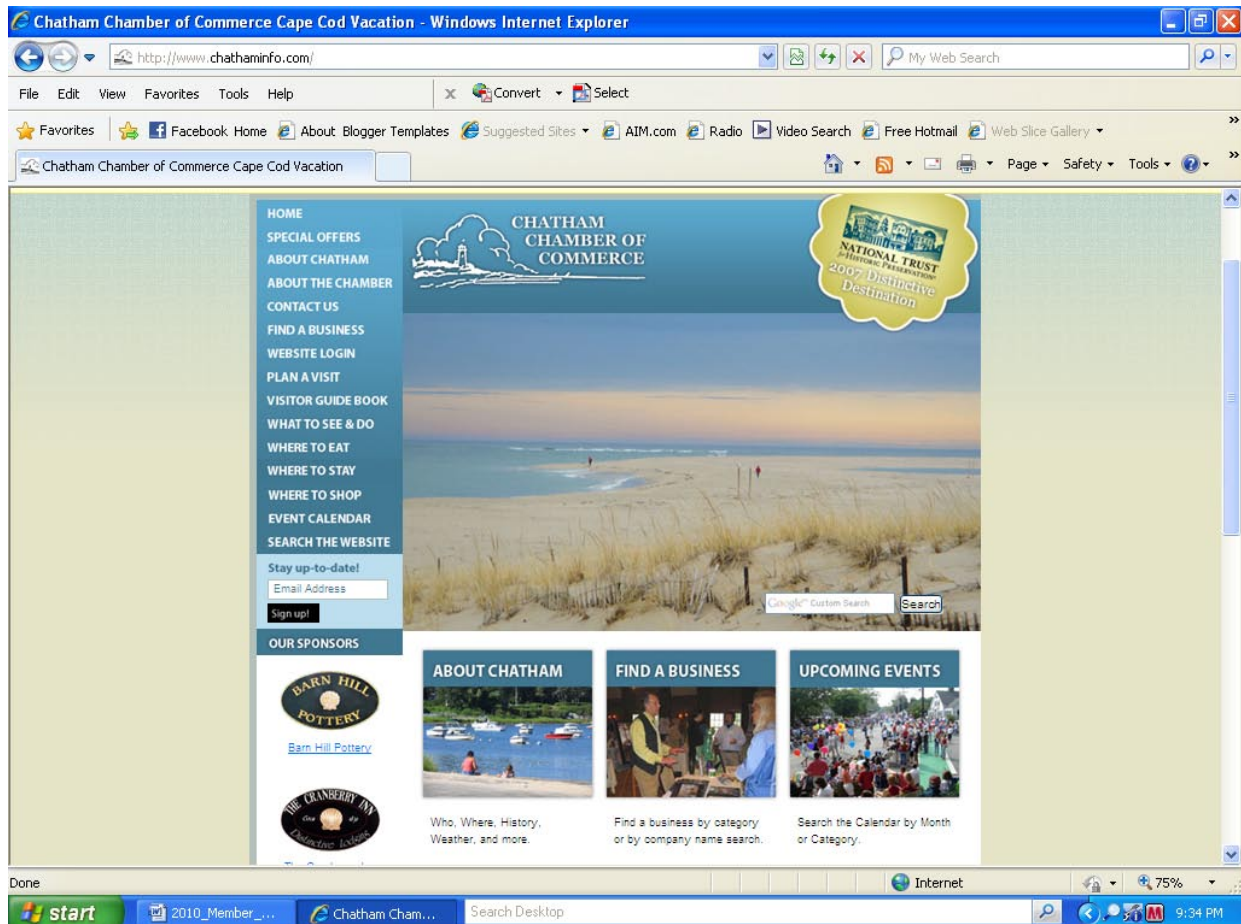 Chatham Chamber of Commerce Cape Cod Vacation - Windows Internet Explorer
http://www.chathaminfo.com/
My Web Search
File Edit View Favorites Tools Help
x Convert Select
Favorites Facebook Home About Blogger Templates Suggested Sites AIM.com Radio Video Search Free Hotmail Web Slice Gallery
Chatham Chamber of Commerce Cape Cod Vacation
Page Safety Tools
HOME
SPECIAL OFFERS
ABOUT CHATHAM
ABOUT THE CHAMBER
CONTACT US
FIND A BUSINESS
WEBSITE LOGIN
PLAN A VISIT
VISITOR GUIDE BOOK
WHAT TO SEE & DO
WHERE TO EAT
WHERE TO STAY
WHERE TO SHOP
EVENT CALENDAR
SEARCH THE WEBSITE
Stay up-to-date!
Email Address
Sign up!
OUR SPONSORS
BARN HILL
POTTERY
Barn Hill Pottery
THE CRANBERRY INN
Distinctive Lodging
CHATHAM
CHAMBER OF
COMMERCE
NATIONAL TRUST
for HISTORIC PRESERVATION
2007 Distinctive
Destination
Google Custom Search Search
ABOUT CHATHAM
Who, Where, History,
Weather, and more.
FIND A BUSINESS
Find a business by category
or by company name search.
UPCOMING EVENTS
Search the Calendar by Month
or Category.
Done Internet 75%
start 2010_Member_... Chatham Cham... Search Desktop 9:34 PM